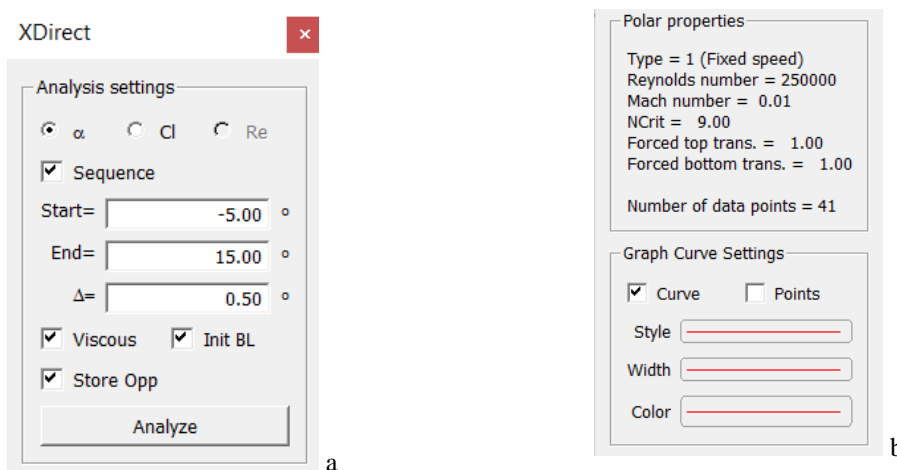 XDirect
×
Analysis settings
α Cl Re
Sequence
Start= -5.00 °
End= 15.00 °
Δ= 0.50 °
Viscous Init BL
Store Opp
Analyze
a
Polar properties
Type = 1 (Fixed speed)
Reynolds number = 250000
Mach number = 0.01
NCrit = 9.00
Forced top trans. = 1.00
Forced bottom trans. = 1.00
Number of data points = 41
Graph Curve Settings
Curve Points
Style
Width
Color
b